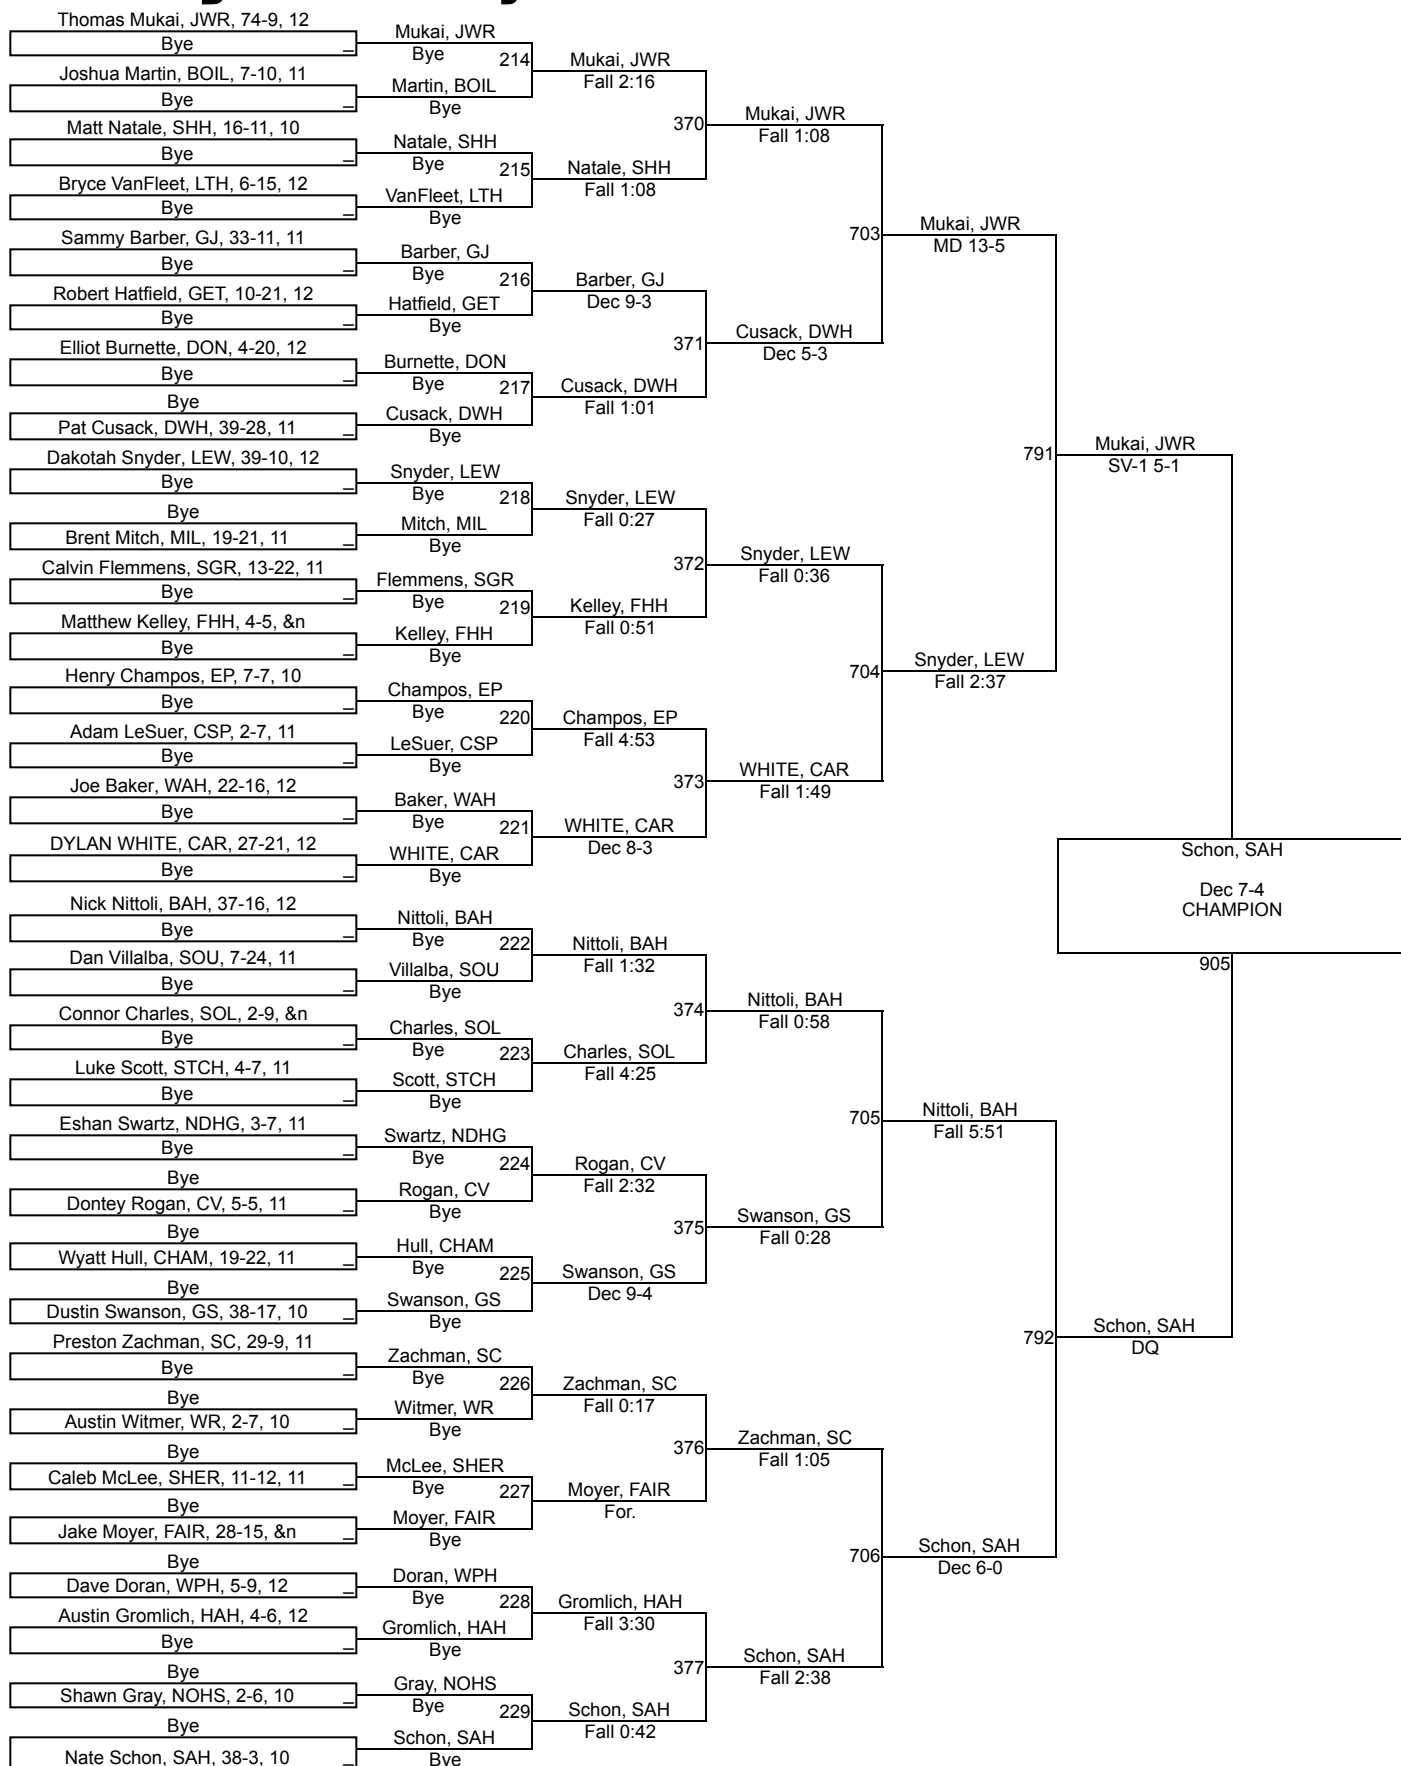 Thomas Mukai, JWR, 74-9, 12
Bye
_
Joshua Martin, BOIL, 7-10, 11
Bye
_
Matt Natale, SHH, 16-11, 10
Bye
_
Bryce VanFleet, LTH, 6-15, 12
Bye
_
Sammy Barber, GJ, 33-11, 11
Bye
_
Robert Hatfield, GET, 10-21, 12
Bye
_
Elliot Burnette, DON, 4-20, 12
Bye
_
Bye
Pat Cusack, DWH, 39-28, 11
_
Dakotah Snyder, LEW, 39-10, 12
Bye
_
Bye
Brent Mitch, MIL, 19-21, 11
_
Calvin Flemmens, SGR, 13-22, 11
Bye
_
Matthew Kelley, FHH, 4-5, &n
Bye
_
Henry Champos, EP, 7-7, 10
Bye
_
Adam LeSuer, CSP, 2-7, 11
Bye
_
Joe Baker, WAH, 22-16, 12
Bye
_
DYLAN WHITE, CAR, 27-21, 12
Bye
_
Nick Nittoli, BAH, 37-16, 12
Bye
_
Dan Villalba, SOU, 7-24, 11
Bye
_
Connor Charles, SOL, 2-9, &n
Bye
_
Luke Scott, STCH, 4-7, 11
Bye
_
Eshan Swartz, NDHG, 3-7, 11
Bye
_
Bye
Dontey Rogan, CV, 5-5, 11
_
Bye
Wyatt Hull, CHAM, 19-22, 11
_
Bye
Dustin Swanson, GS, 38-17, 10
_
Preston Zachman, SC, 29-9, 11
Bye
_
Bye
Austin Witmer, WR, 2-7, 10
_
Bye
Caleb McLee, SHER, 11-12, 11
_
Bye
Jake Moyer, FAIR, 28-15, &n
_
Bye
Dave Doran, WPH, 5-9, 12
_
Austin Gromlich, HAH, 4-6, 12
Bye
_
Bye
Shawn Gray, NOHS, 2-6, 10
_
Bye
Nate Schon, SAH, 38-3, 10
_
Mukai, JWR
Bye
214
Martin, BOIL
Bye
Natale, SHH
Bye
215
VanFleet, LTH
Bye
Barber, GJ
Bye
216
Hatfield, GET
Bye
Burnette, DON
Bye
217
Cusack, DWH
Bye
Snyder, LEW
Bye
218
Mitch, MIL
Bye
Flemmens, SGR
Bye
219
Kelley, FHH
Bye
Champos, EP
Bye
220
LeSuer, CSP
Bye
Baker, WAH
Bye
221
WHITE, CAR
Bye
Nittoli, BAH
Bye
222
Villalba, SOU
Bye
Charles, SOL
Bye
223
Scott, STCH
Bye
Swartz, NDHG
Bye
224
Rogan, CV
Bye
Hull, CHAM
Bye
225
Swanson, GS
Bye
Zachman, SC
Bye
226
Witmer, WR
Bye
McLee, SHER
Bye
227
Moyer, FAIR
Bye
Doran, WPH
Bye
228
Gromlich, HAH
Bye
Gray, NOHS
Bye
229
Schon, SAH
Bye
Mukai, JWR
Fall 2:16
370
Natale, SHH
Fall 1:08
Barber, GJ
Dec 9-3
371
Cusack, DWH
Fall 1:01
Snyder, LEW
Fall 0:27
372
Kelley, FHH
Fall 0:51
Champos, EP
Fall 4:53
373
WHITE, CAR
Dec 8-3
Nittoli, BAH
Fall 1:32
374
Charles, SOL
Fall 4:25
Rogan, CV
Fall 2:32
375
Swanson, GS
Dec 9-4
Zachman, SC
Fall 0:17
376
Moyer, FAIR
For.
Gromlich, HAH
Fall 3:30
377
Schon, SAH
Fall 0:42
Mukai, JWR
Fall 1:08
703
Cusack, DWH
Dec 5-3
Snyder, LEW
Fall 0:36
704
WHITE, CAR
Fall 1:49
Nittoli, BAH
Fall 0:58
705
Swanson, GS
Fall 0:28
Zachman, SC
Fall 1:05
706
Schon, SAH
Fall 2:38
Mukai, JWR
MD 13-5
791
Snyder, LEW
Fall 2:37
Nittoli, BAH
Fall 5:51
792
Schon, SAH
Dec 6-0
Mukai, JWR
SV-1 5-1
Schon, SAH
Dec 7-4
CHAMPION
905
Schon, SAH
DQ